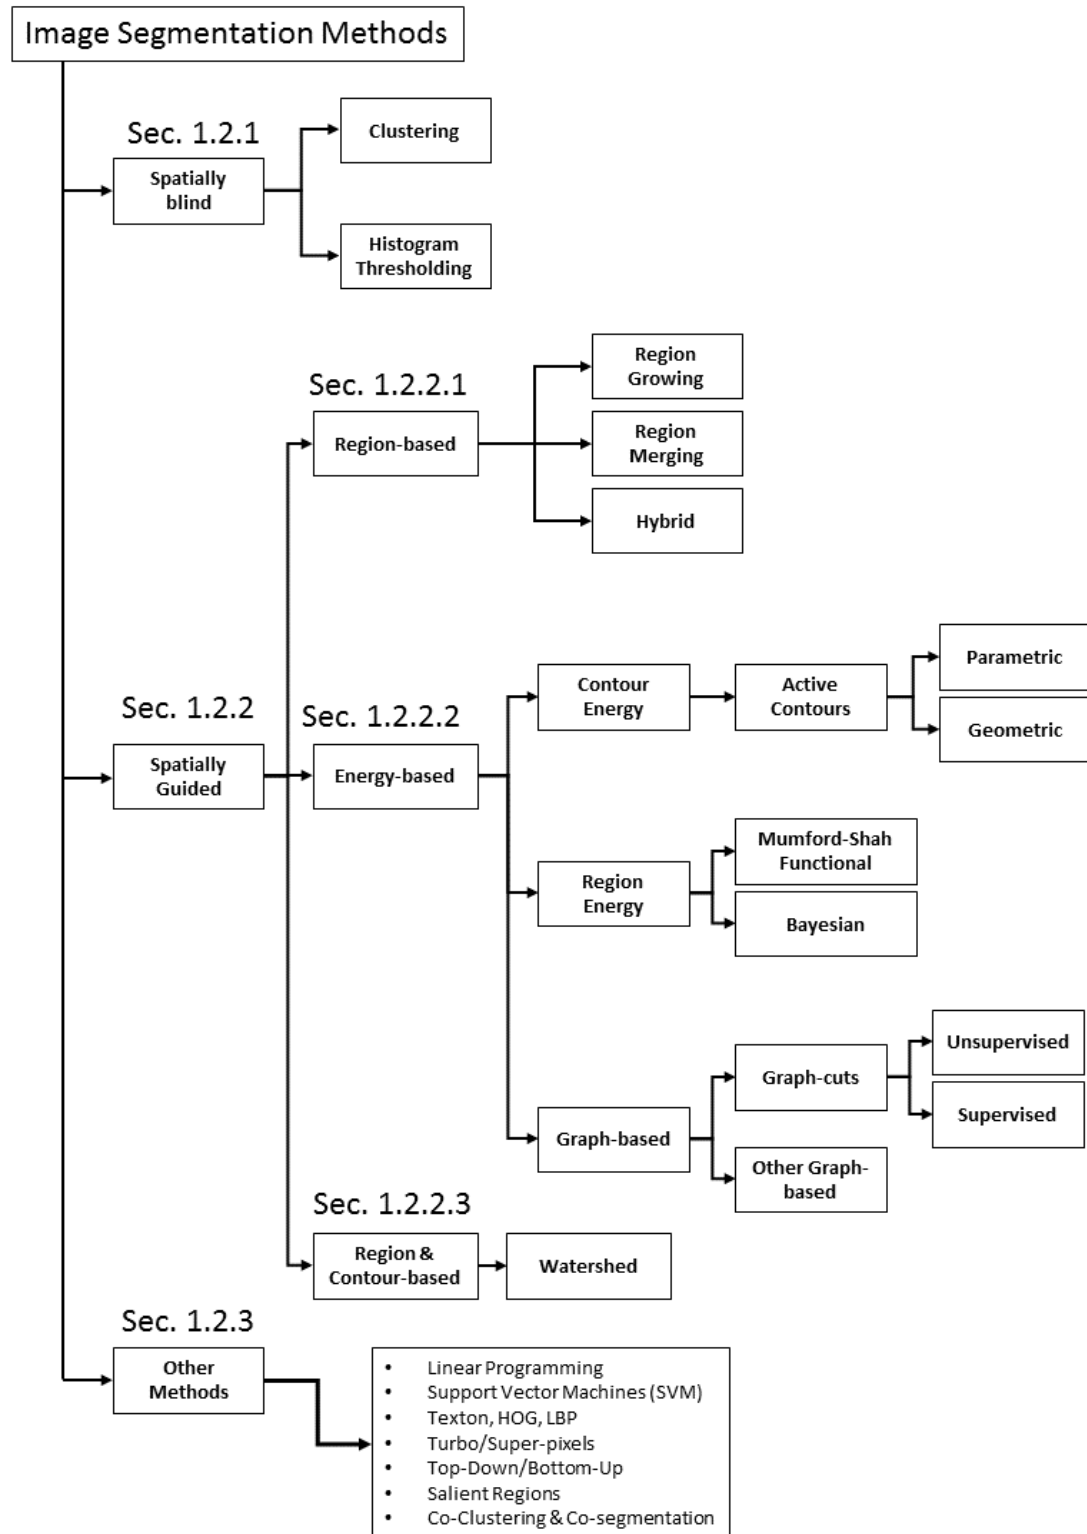 Image Segmentation Methods
Sec. 1.2.1
Spatially
blind
Clustering
Histogram
Thresholding
Sec. 1.2.2
Spatially
Guided
Sec. 1.2.2.1
Region-based
Region
Growing
Region
Merging
Hybrid
Sec. 1.2.2.2
Energy-based
Contour
Energy
Active
Contours
Parametric
Geometric
Region
Energy
Mumford-Shah
Functional
Bayesian
Graph-based
Graph-cuts
Unsupervised
Supervised
Other Graph-
based
Sec. 1.2.2.3
Region &
Contour-based
Watershed
Sec. 1.2.3
Other
Methods
• Linear Programming
• Support Vector Machines (SVM)
• Texton, HOG, LBP
• Turbo/Super-pixels
• Top-Down/Bottom-Up
• Salient Regions
• Co-Clustering & Co-segmentation